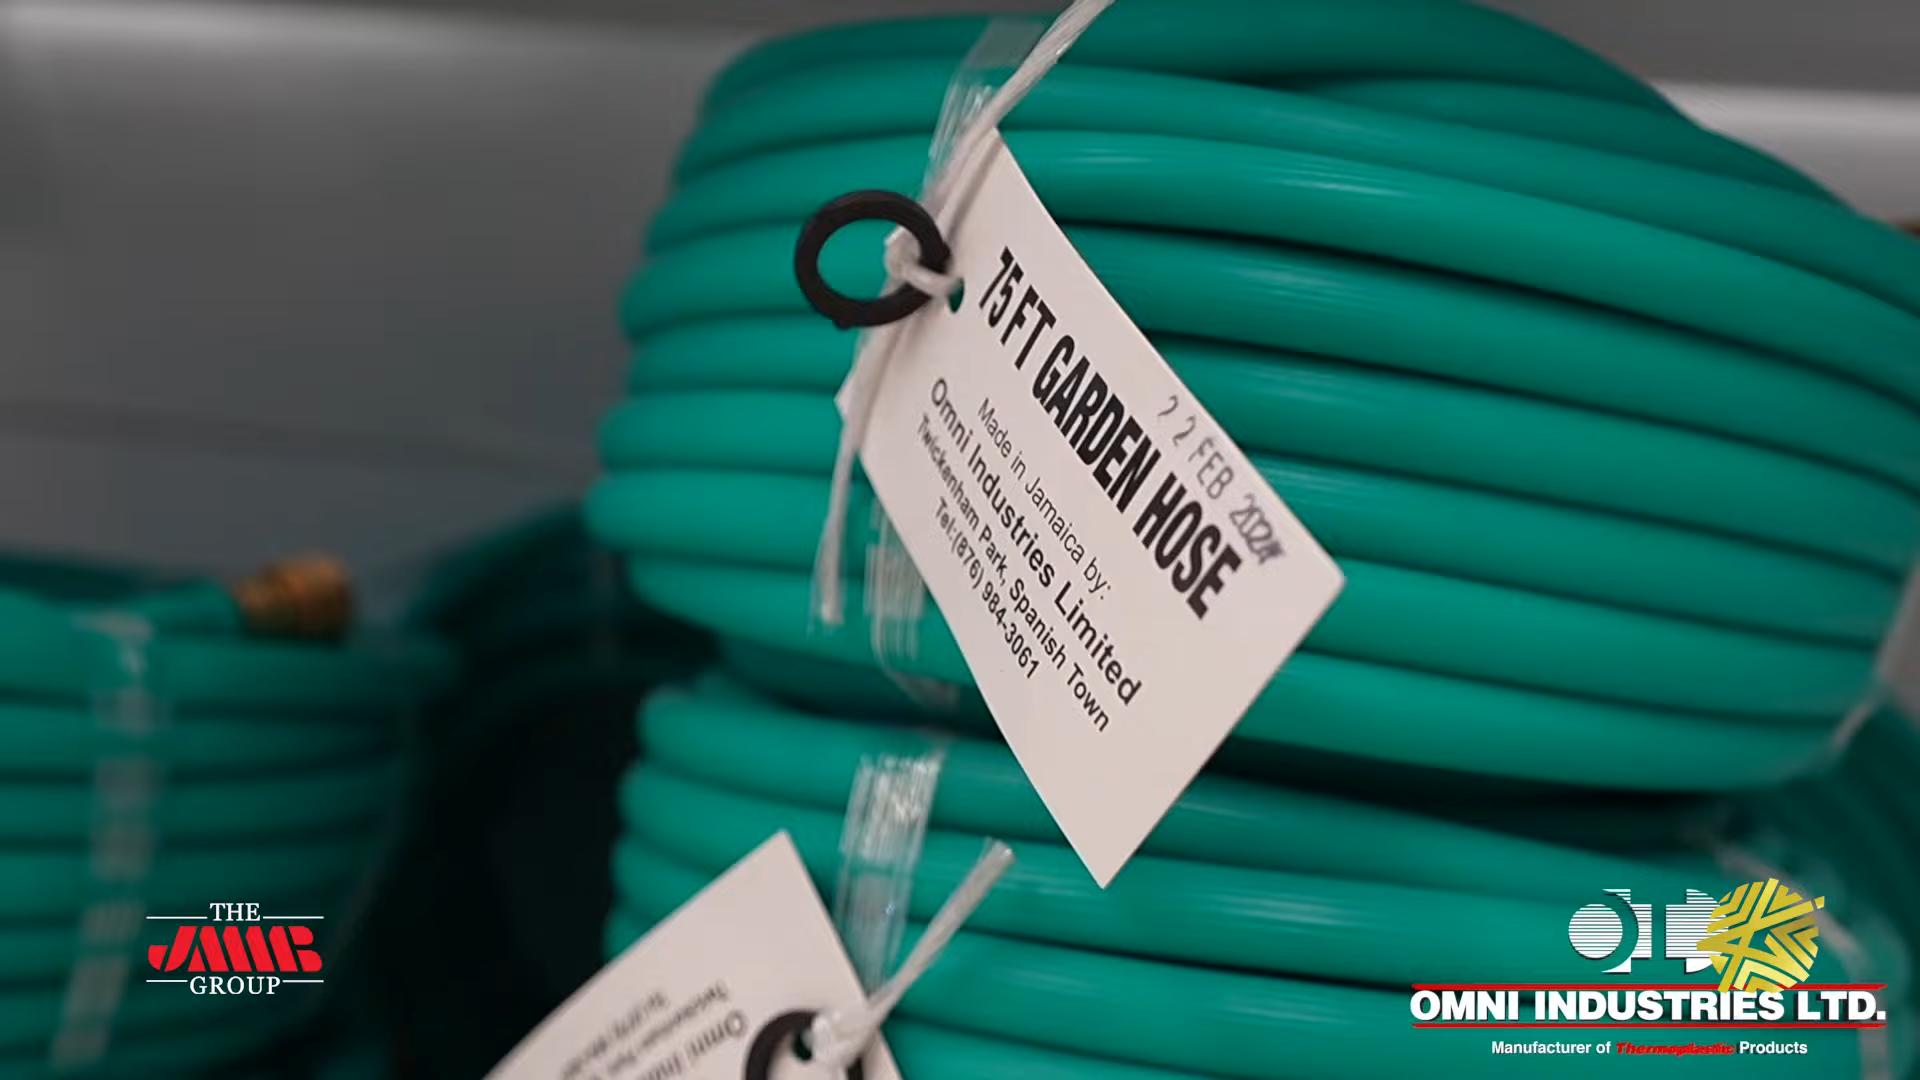 22 FEB 2024
75 FT GARDEN HOSE
Made in Jamaica by:
Omni Industries Limited
Twickenham Park, Spanish Town
Tel:(876) 984-3061
Omni
THE
JMB
GROUP
OMNI INDUSTRIES LTD.
Manufacturer of Thermoplastic Products